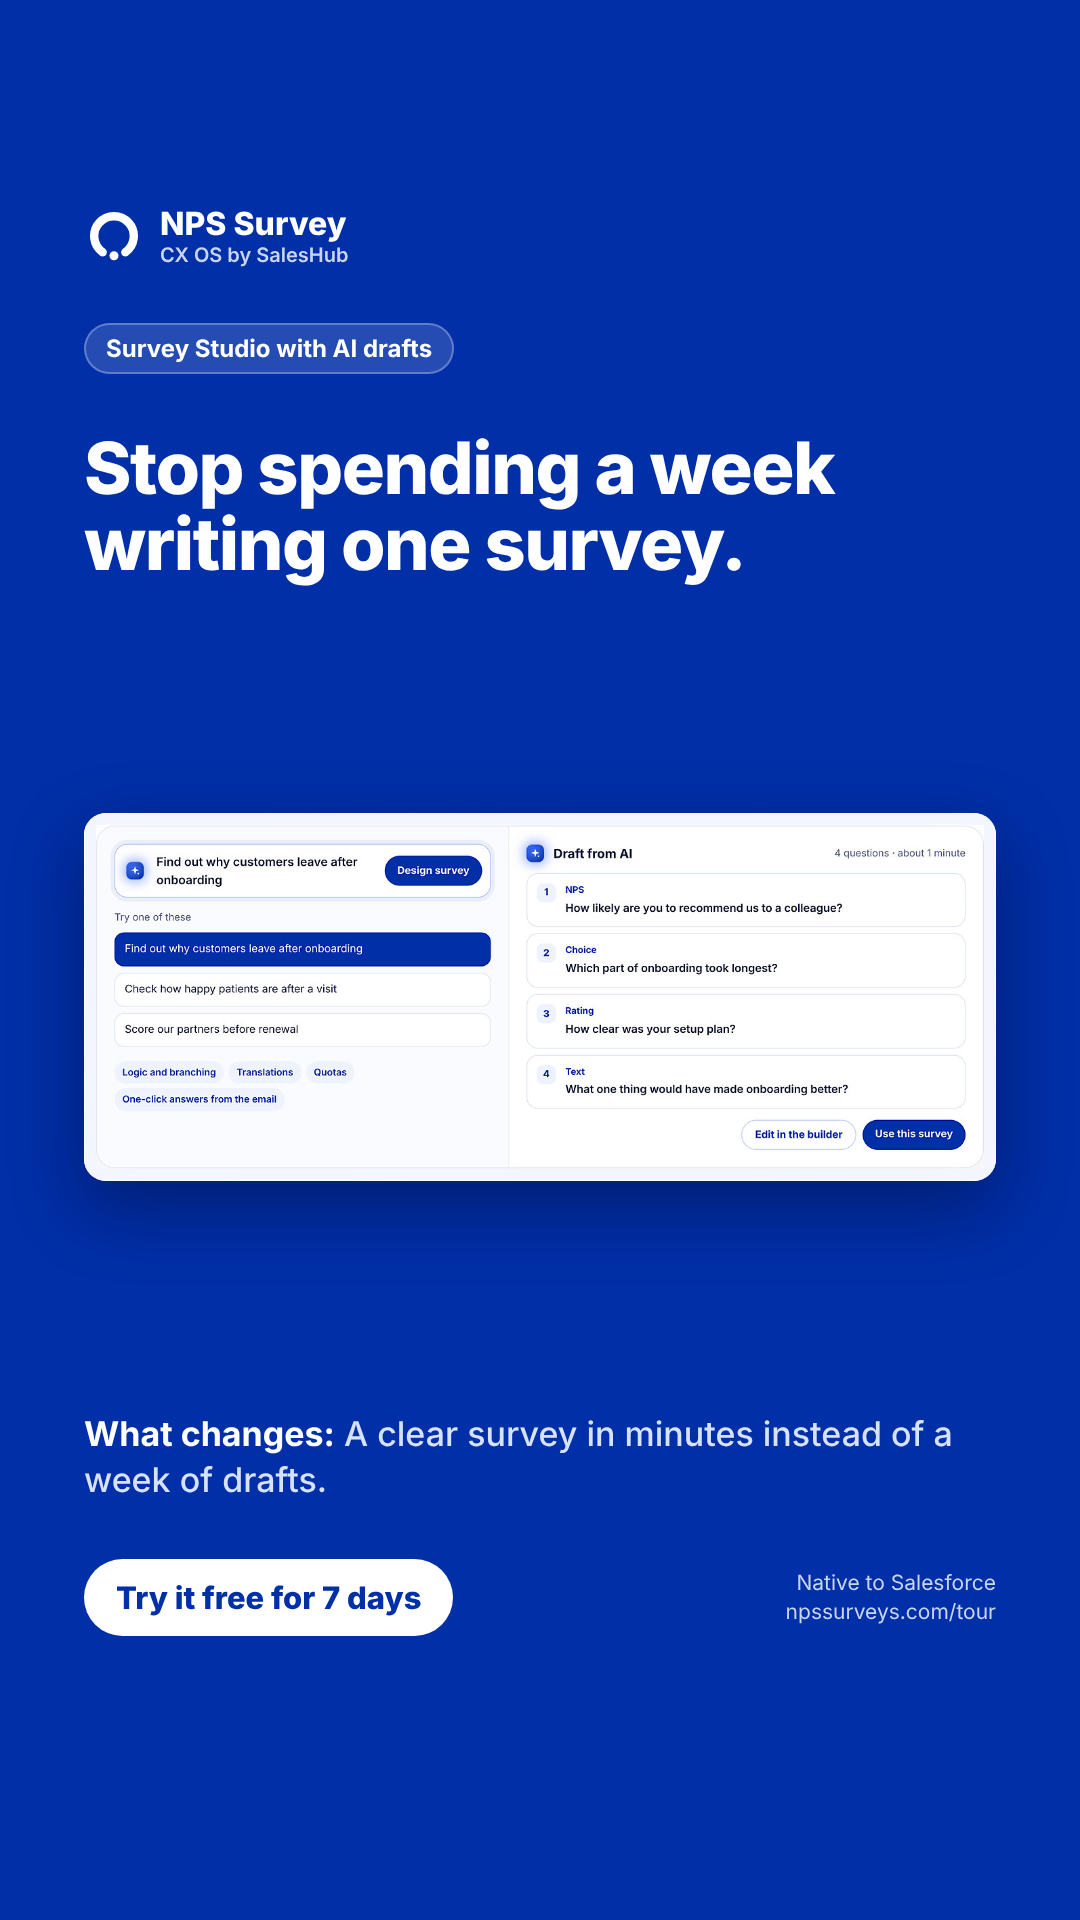 NPS Survey
CX OS by SalesHub
Survey Studio with AI drafts
Stop spending a week
writing one survey.
Find out why customers leave after
onboarding
Design survey
Try one of these
Find out why customers leave after onboarding
Check how happy patients are after a visit
Score our partners before renewal
Logic and branching
Translations
Quotas
One-click answers from the email
Draft from AI
4 questions · about 1 minute
1
NPS
How likely are you to recommend us to a colleague?
2
Choice
Which part of onboarding took longest?
3
Rating
How clear was your setup plan?
4
Text
What one thing would have made onboarding better?
Edit in the builder
Use this survey
What changes: A clear survey in minutes instead of a
week of drafts.
Try it free for 7 days
Native to Salesforce
npssurveys.com/tour